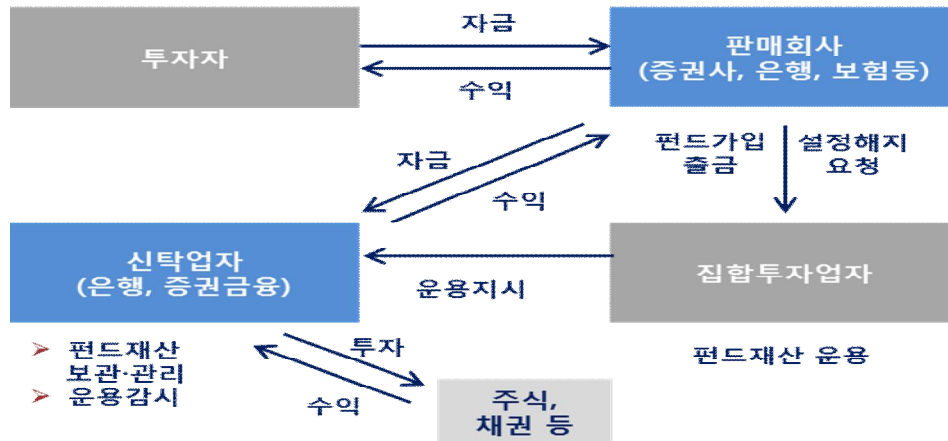 자금
투자자
판매회사
(증권사, 은행, 보험등)
수익
자금
수익
펀드가입
출금
설정해지
요청
신탁업자
(은행, 증권금융)
운용지시
집합투자업자
➢ 펀드재산
보관·관리
➢ 운용감시
투자
수익
주식,
채권 등
펀드재산 운용